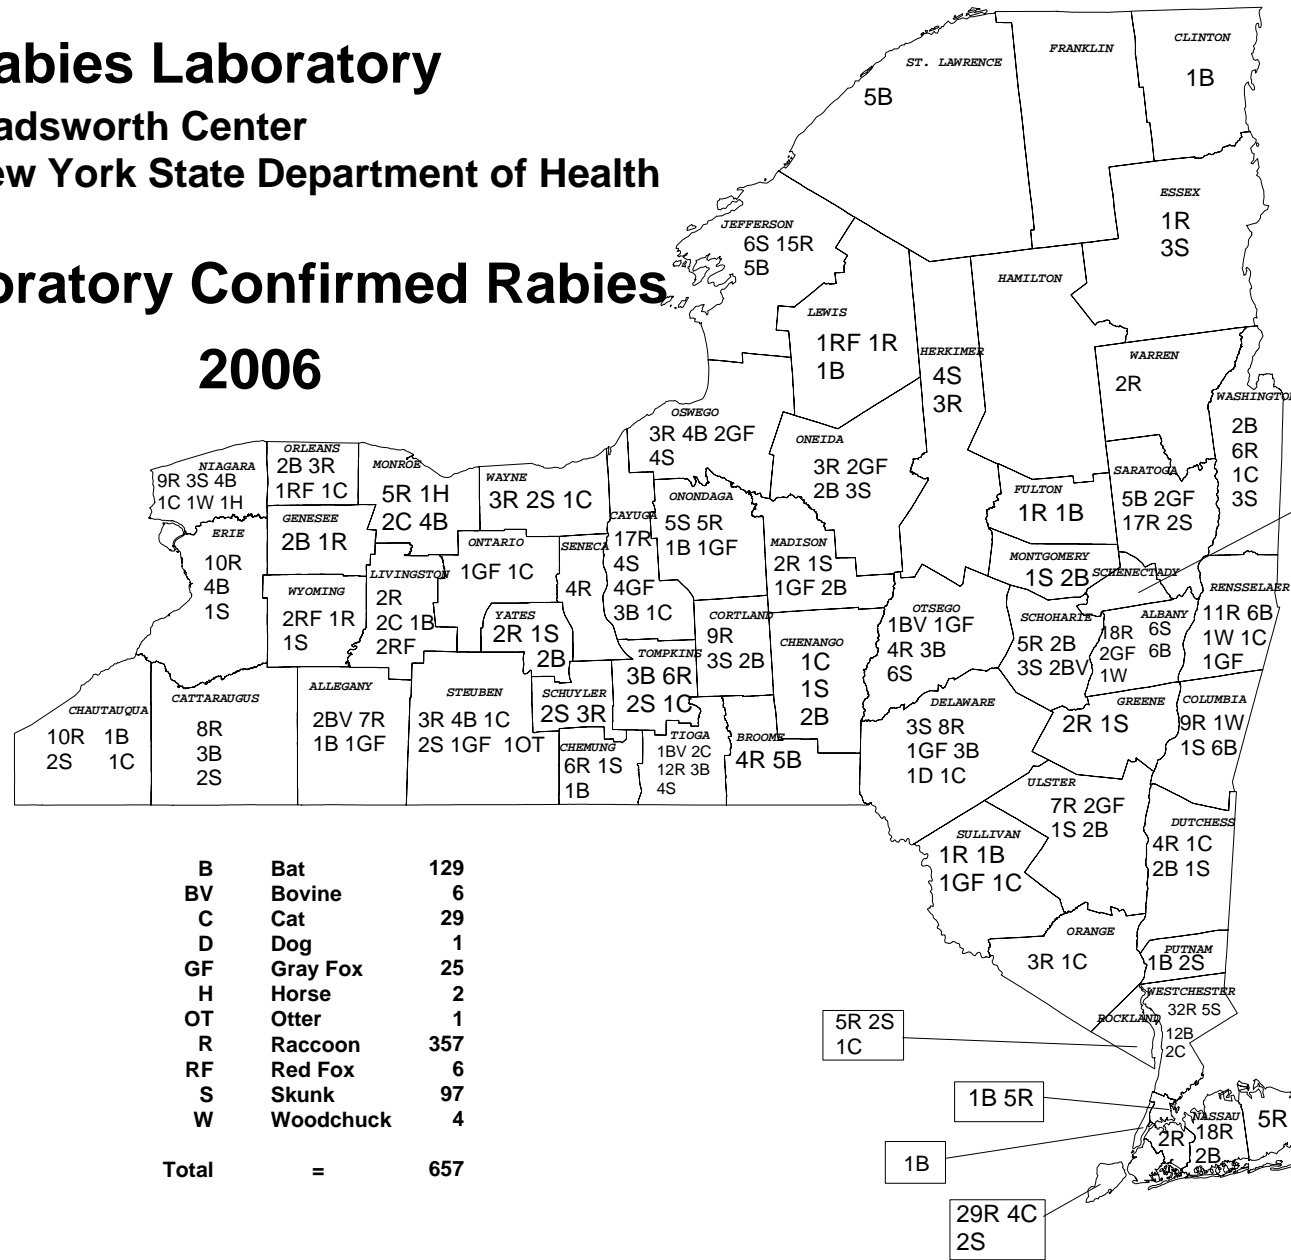 abies Laboratory
adsworth Center
ew York State Department of Health
oratory Confirmed Rabies
2006
CLINTON
1B
FRANKLIN
ST. LAWRENCE
5B
ESSEX
1R
3S
JEFFERSON
6S 15R
5B
HAMILTON
LEWIS
1RF 1R
1B
HERKIMER
4S
3R
WARREN
2R
WASHINGTON
2B
6R
1C
3S
OSWEGO
3R 4B 2GF
4S
ONEIDA
3R 2GF
2B 3S
SARATOGA
5B 2GF
17R 2S
FULTON
1R 1B
NIAGARA
9R 3S 4B
1C 1W 1H
ORLEANS
2B 3R
1RF 1C
MONROE
5R 1H
2C 4B
WAYNE
3R 2S 1C
CAYUGA
17R
4S
4GF
3B 1C
ONONDAGA
5S 5R
1B 1GF
MADISON
2R 1S
1GF 2B
MONTGOMERY
1S 2B
SCHENECTADY
RENSSELAER
11R 6B
1W 1C
1GF
ERIE
10R
4B
1S
GENESEE
2B 1R
ONTARIO
1GF 1C
SENECA
4R
LIVINGSTON
2R
2C 1B
2RF
WYOMING
2RF 1R
1S
YATES
2R 1S
2B
CORTLAND
9R
3S 2B
CHENANGO
1C
1S
2B
OTSEGO
1BV 1GF
4R 3B
6S
SCHOHARIE
5R 2B
3S 2BV
ALBANY
18R 6S
2GF 6B
1W
TOMPKINS
3B 6R
2S 1C
CHAUTAUQUA
10R 1B
2S 1C
CATTARAUGUS
8R
3B
2S
ALLEGANY
2BV 7R
1B 1GF
STEUBEN
3R 4B 1C
2S 1GF 1OT
SCHUYLER
2S 3R
CHEMUNG
6R 1S
1B
TIOGA
1BV 2C
12R 3B
4S
BROOME
4R 5B
DELAWARE
3S 8R
1GF 3B
1D 1C
GREENE
2R 1S
COLUMBIA
9R 1W
1S 6B
ULSTER
7R 2GF
1S 2B
SULLIVAN
1R 1B
1GF 1C
DUTCHESS
4R 1C
2B 1S
ORANGE
3R 1C
PUTNAM
1B 2S
WESTCHESTER
32R 5S
12B
2C
ROCKLAND
5R 2S
1C
1B 5R
1B
2R
NASSAU
18R
2B
5R
29R 4C
2S
B Bat 129
BV Bovine 6
C Cat 29
D Dog 1
GF Gray Fox 25
H Horse 2
OT Otter 1
R Raccoon 357
RF Red Fox 6
S Skunk 97
W Woodchuck 4
Total = 657